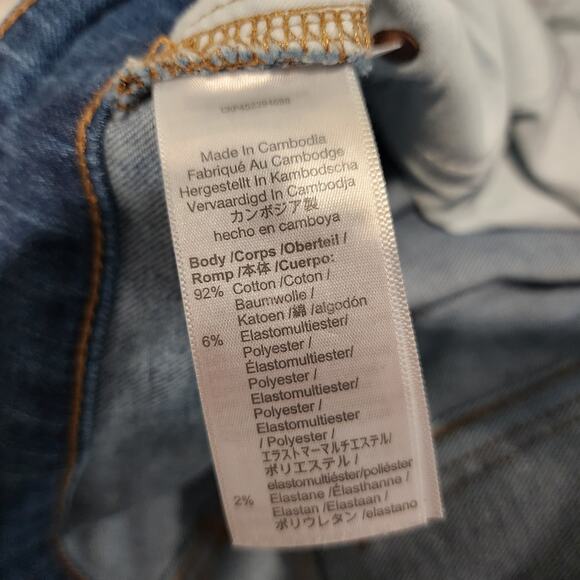 Made In Cambodia
Fabriqué Au Cambodge
Hergestellt In Kambodscha
Vervaardigd In Cambodja
カンボジア製
hecho en camboya
Body /Corps /Oberteil /
Romp /本体 /Cuerpo:
92% Cotton /Coton /
Baumwolle /
Katoen /綿 /algodón
6% Elastomultiester/
Polyester /
Élastomultiester/
Polyester /
Elastomultiester/
Polyester /
Elastomultiester
/ Polyester /
エラストマーマルチエステル/
ポリエステル /
elastomultiéster/poliéster
2% Elastane /Élasthanne /
Elastan /Elastaan /
ポリウレタン /elastano